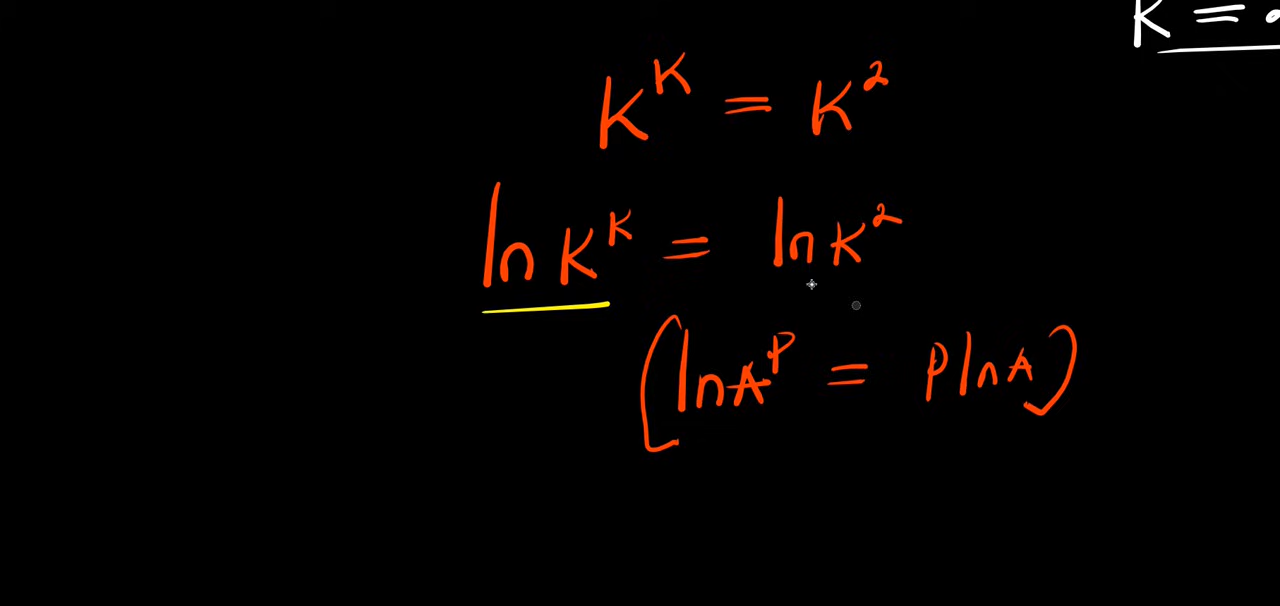 K =
K^K = K^2
ln K^K = ln K^2
(ln A^P = P ln A)